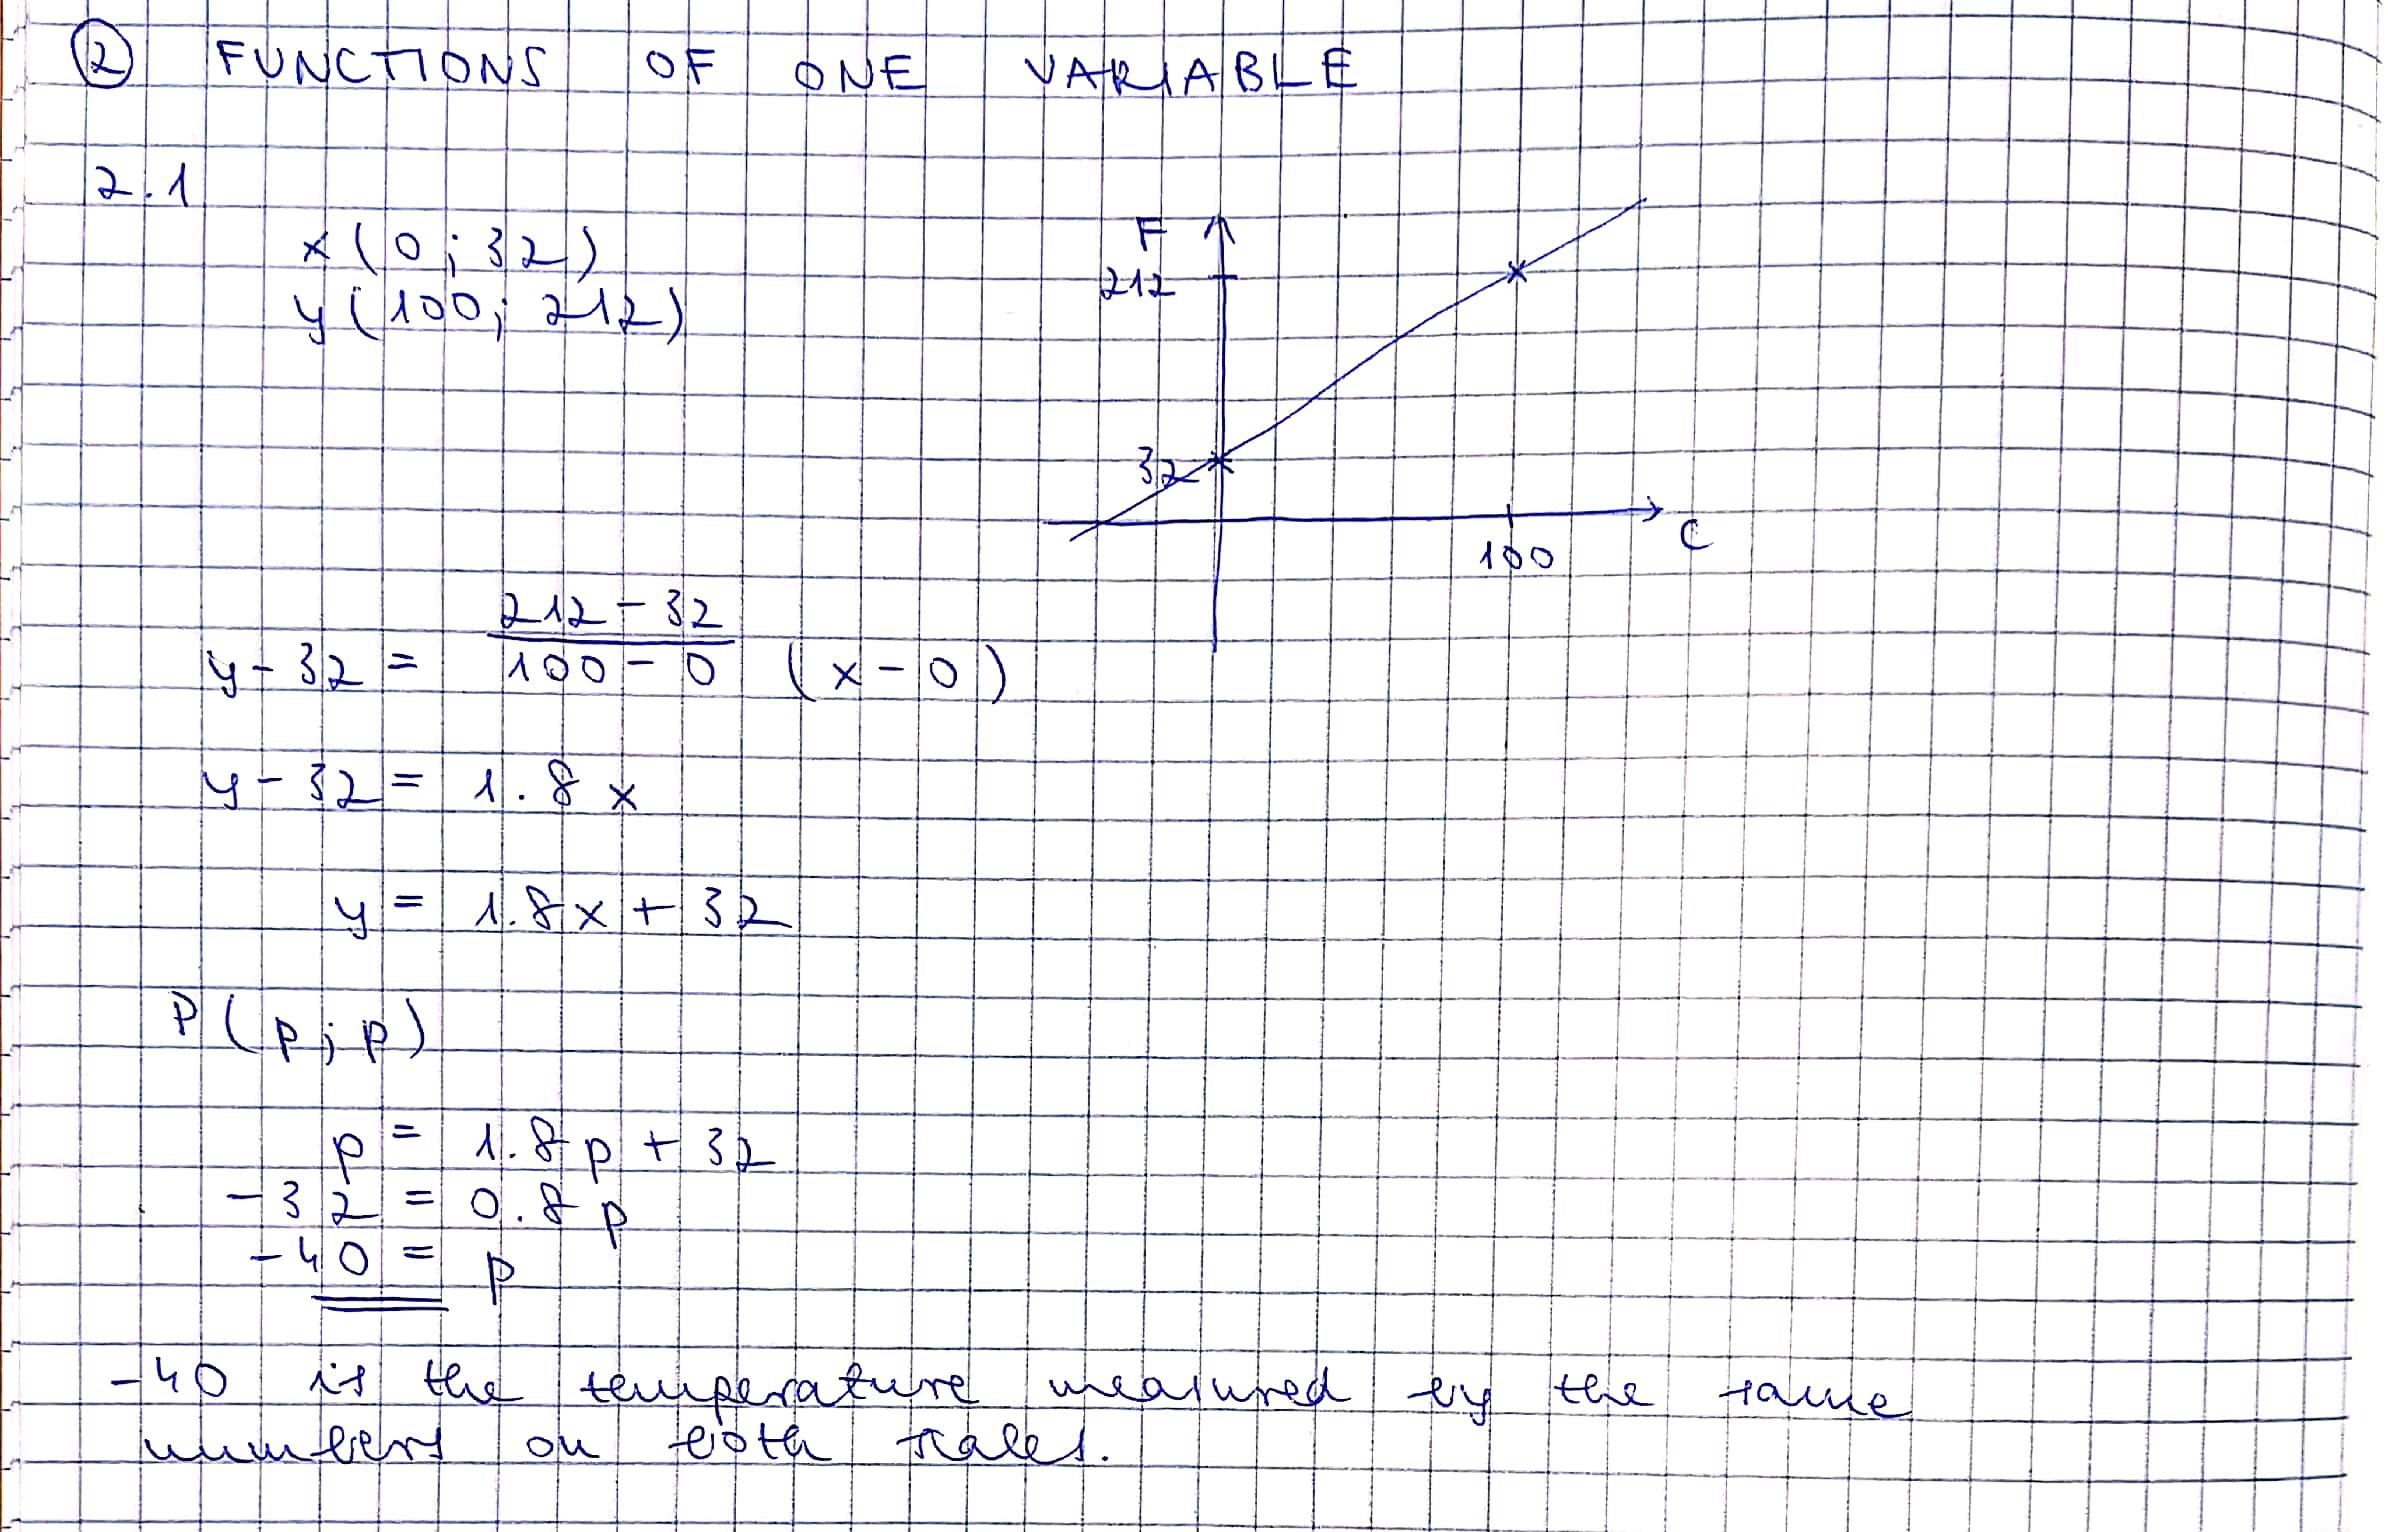 ② FUNCTIONS OF ONE VARIABLE
2.1
x(0; 32)
y(100; 212)
F
212
32
100
C
y - 32 = \frac{212 - 32}{100 - 0} (x - 0)
y - 32 = 1.8x
y = 1.8x + 32
P(p; p)
p = 1.8p + 32
-32 = 0.8p
-40 = p
-40 is the temperature measured by the same
numbers on both scales.